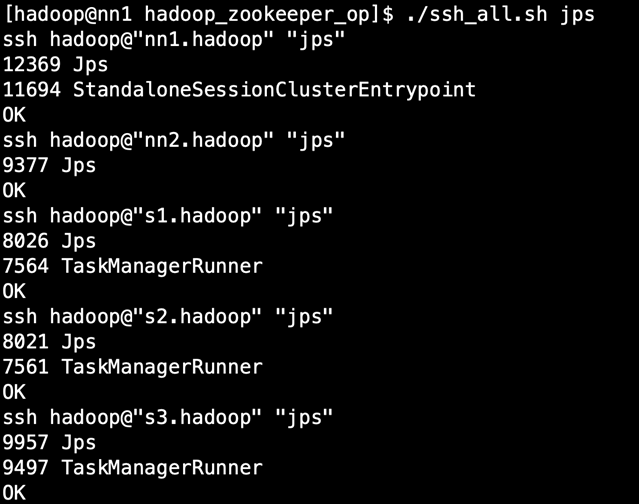 [hadoop@nn1 hadoop_zookeeper_op]$ ./ssh_all.sh jps
ssh hadoop@"nn1.hadoop" "jps"
12369 Jps
11694 StandaloneSessionClusterEntrypoint
OK
ssh hadoop@"nn2.hadoop" "jps"
9377 Jps
OK
ssh hadoop@"s1.hadoop" "jps"
8026 Jps
7564 TaskManagerRunner
OK
ssh hadoop@"s2.hadoop" "jps"
8021 Jps
7561 TaskManagerRunner
OK
ssh hadoop@"s3.hadoop" "jps"
9957 Jps
9497 TaskManagerRunner
OK